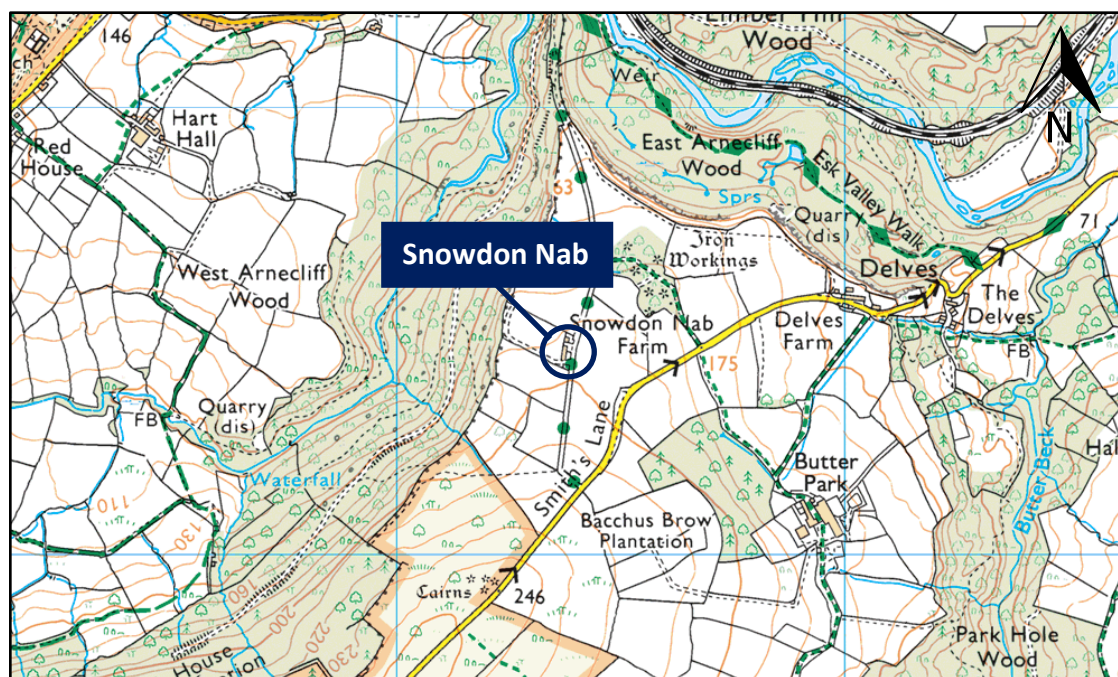 146
Hart
Hall
Red
House
Wood
Weir
N
East Arnecliff
Wood
Esk Valley Walk
Sprs
Quarry
(dis)
71
63
Snowdon Nab
Iron
Workings
Delves
West Arnecliff
Wood
The
Delves
Snowdon Nab
Farm
Delves
Farm
175
FB
FB
Quarry
(dis)
Smith's Lane
Waterfall
Butter
Park
Butter Beck
110
130
Bacchus Brow
Plantation
Cairns
246
60
200
220
230
House
Park Hole
Wood